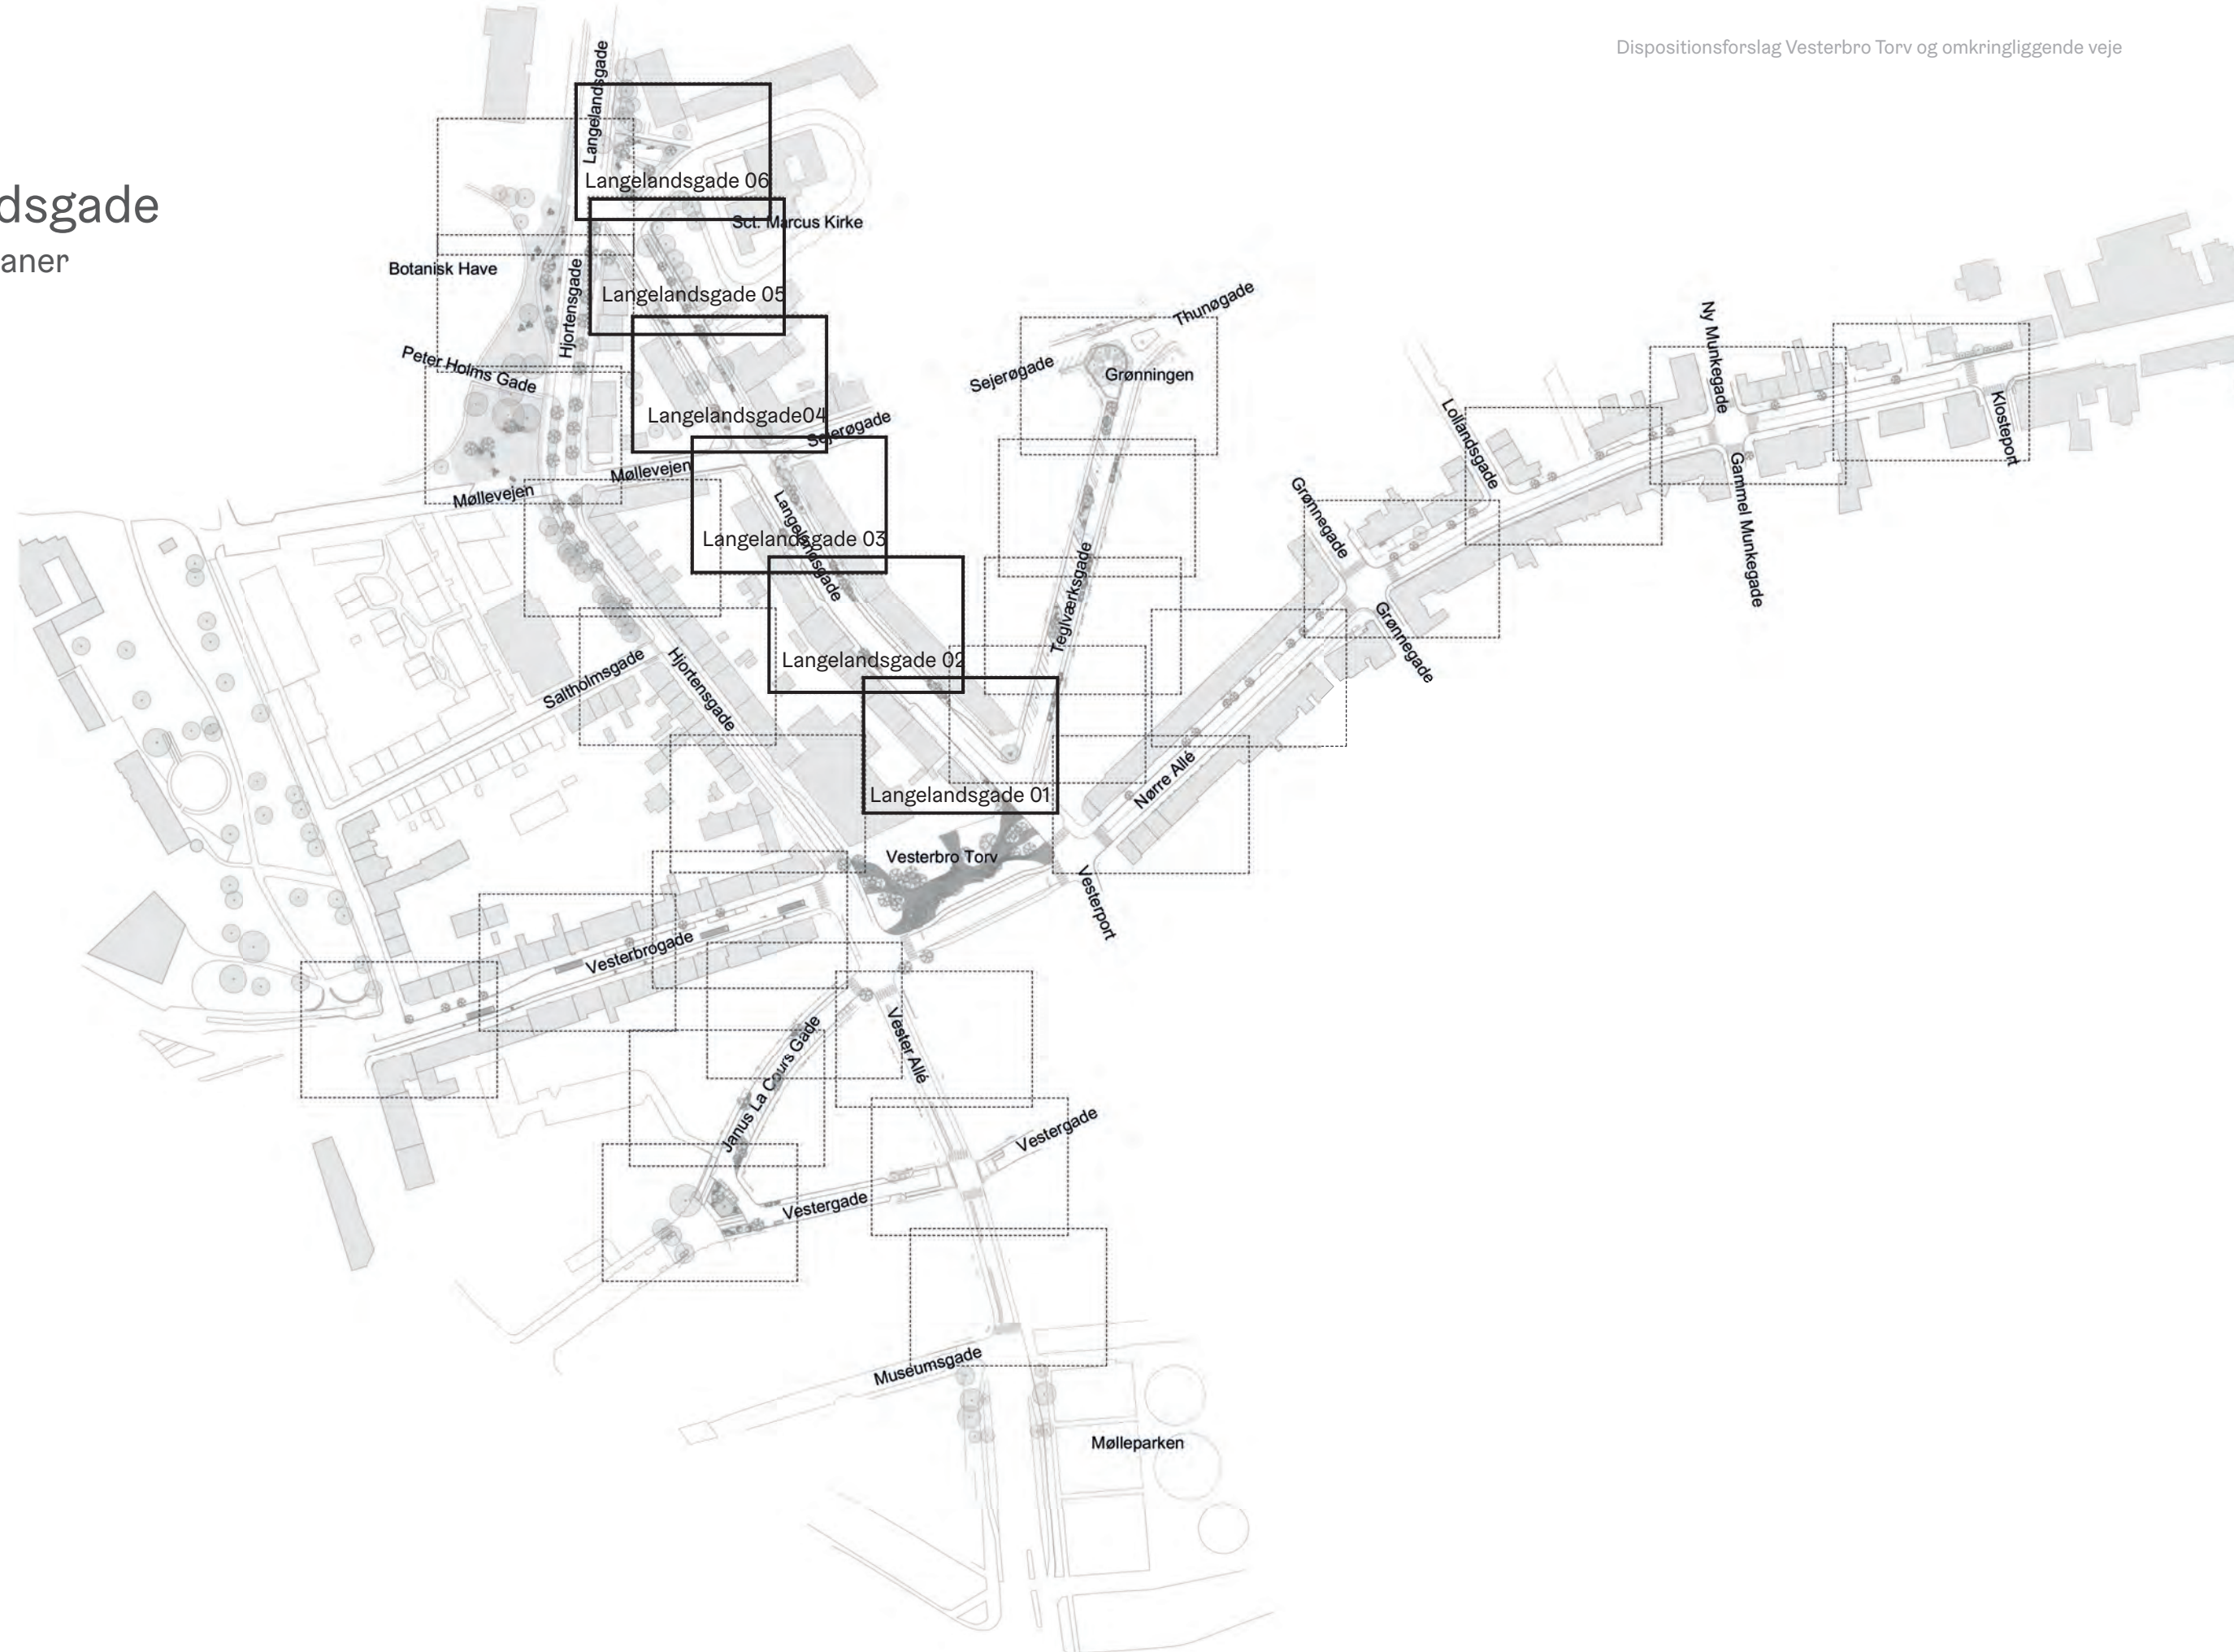 Dispositionsforslag Vesterbro Torv og omkringliggende veje
dsgade
aner
Langelandsgade
Langelandsgade 06
Sct. Marcus Kirke
Botanisk Have
Hjortensgade
Langelandsgade 05
Thunøgade
Peter Holms Gade
Sejerøgade
Grønningen
Ny Munkegade
Langelandsgade04
Sejerøgade
Lollandsgade
Klosteport
Møllevejen
Møllevejen
Langelandsgade
Langelandsgade 03
Grønnegade
Gammel Munkegade
Teglværksgade
Grønnegade
Langelandsgade 02
Saltholmsgade
Hjortensgade
Nørre Allé
Langelandsgade 01
Vesterbro Torv
Vesterport
Vesterbrogade
Janus La Cours Gade
Vester Allé
Vestergade
Vestergade
Museumsgade
Mølleparken